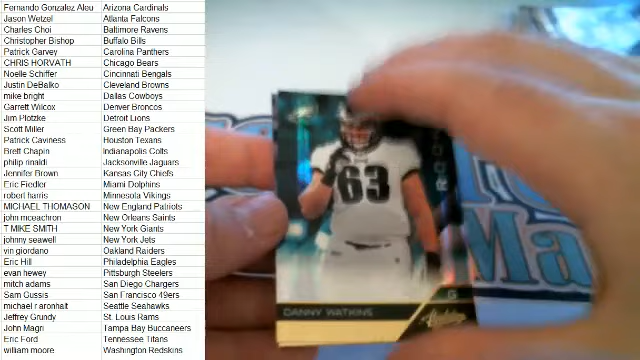 Fernando Gonzalez Aleu Arizona Cardinals
Jason Wetzel Atlanta Falcons
Charles Choi Baltimore Ravens
Christopher Bishop Buffalo Bills
Patrick Garvey Carolina Panthers
CHRIS HORVATH Chicago Bears
Noelle Schiffer Cincinnati Bengals
Justin DeBalko Cleveland Browns
mike bright Dallas Cowboys
Garrett Wilcox Denver Broncos
Jim Plotzke Detroit Lions
Scott Miller Green Bay Packers
Patrick Caviness Houston Texans
Brett Chapin Indianapolis Colts
philip rinaldi Jacksonville Jaguars
Jennifer Brown Kansas City Chiefs
Eric Fiedler Miami Dolphins
robert harris Minnesota Vikings
MICHAEL THOMASON New England Patriots
john mceachron New Orleans Saints
T MIKE SMITH New York Giants
johnny seawell New York Jets
vin giordano Oakland Raiders
Eric Hill Philadelphia Eagles
evan hewey Pittsburgh Steelers
mitch adams San Diego Chargers
Sam Gussis San Francisco 49ers
michael r aronhalt Seattle Seahawks
Jeffrey Grundy St. Louis Rams
John Magri Tampa Bay Buccaneers
Eric Ford Tennessee Titans
william moore Washington Redskins
63
DANNY WATKINS
G
Ma